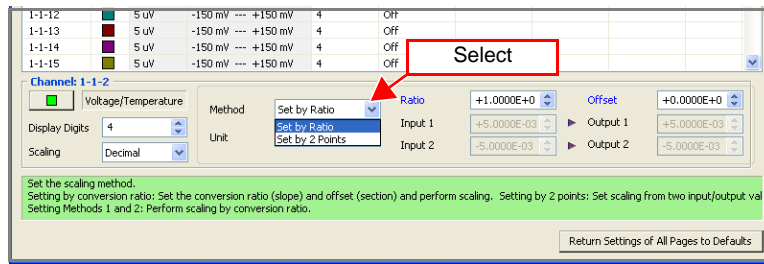 1-1-12 5 uV -150 mV --- +150 mV 4 Off
1-1-13 5 uV -150 mV --- +150 mV 4 Off
1-1-14 5 uV -150 mV --- +150 mV 4 Off
1-1-15 5 uV -150 mV --- +150 mV 4 Off
Select
Channel: 1-1-2
Voltage/Temperature
Display Digits 4
Scaling Decimal
Method Set by Ratio
Set by Ratio
Set by 2 Points
Unit
Ratio +1.0000E+0 Offset +0.0000E+0
Input 1 +5.0000E-03 Output 1 +5.0000E-03
Input 2 -5.0000E-03 Output 2 -5.0000E-03
Set the scaling method.
Setting by conversion ratio: Set the conversion ratio (slope) and offset (section) and perform scaling. Setting by 2 points: Set scaling from two input/output val
Setting Methods 1 and 2: Perform scaling by conversion ratio.
Return Settings of All Pages to Defaults